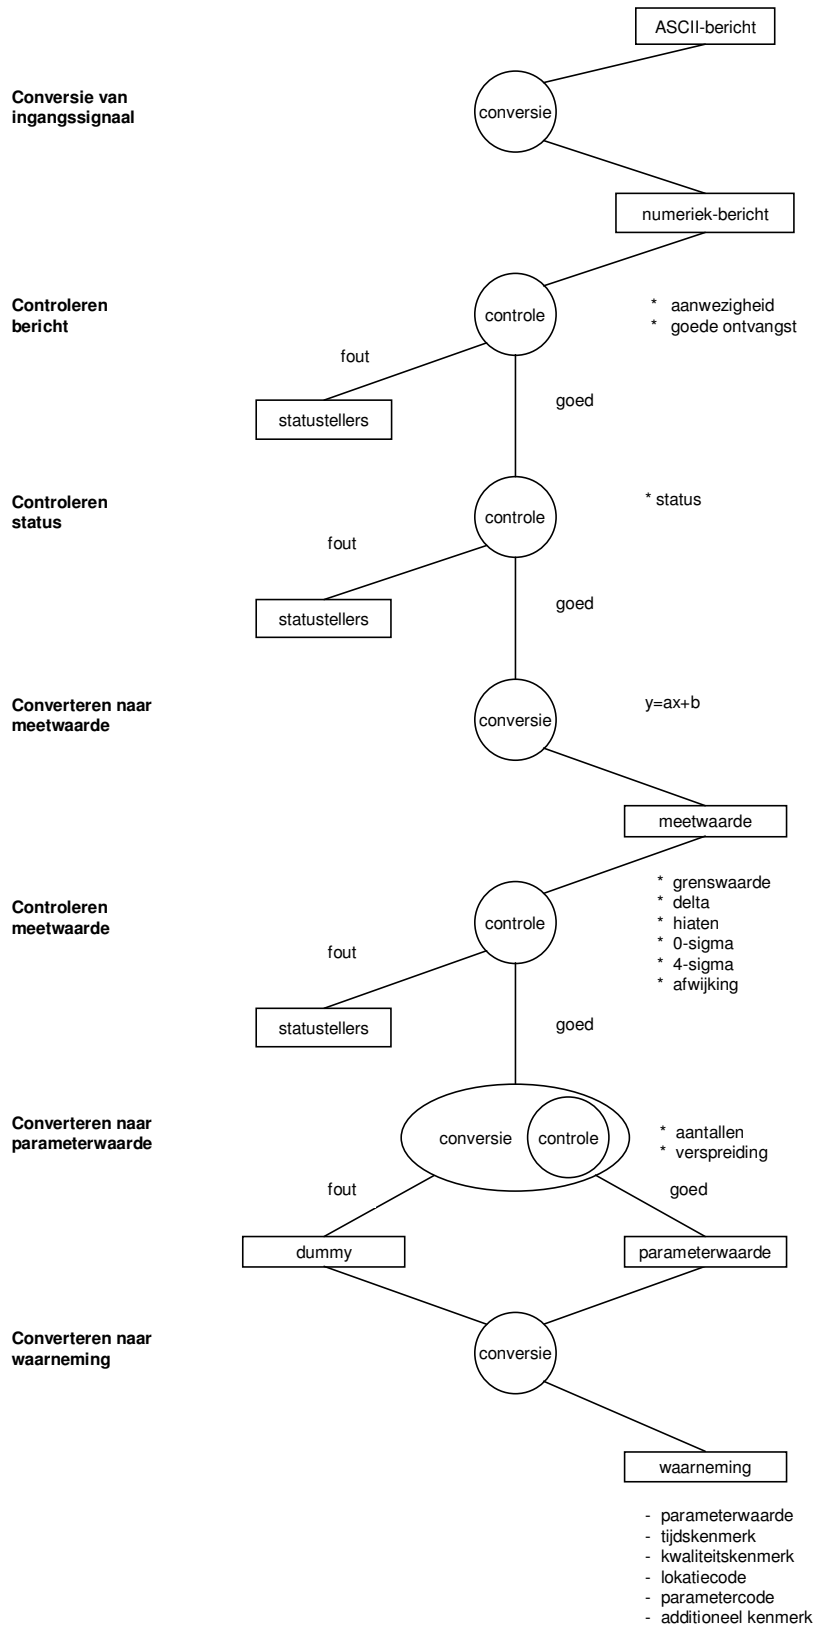 ASCII-bericht
Conversie van
ingangssignaal
conversie
numeriek-bericht
Controleren
bericht
controle
* aanwezigheid
* goede ontvangst
fout
goed
statustellers
Controleren
status
controle
* status
fout
goed
statustellers
Converteren naar
meetwaarde
conversie
y=ax+b
meetwaarde
Controleren
meetwaarde
controle
* grenswaarde
* delta
* hiaten
* 0-sigma
* 4-sigma
* afwijking
fout
goed
statustellers
Converteren naar
parameterwaarde
conversie
controle
* aantallen
* verspreiding
fout
goed
dummy
parameterwaarde
Converteren naar
waarneming
conversie
waarneming
- parameterwaarde
- tijdskenmerk
- kwaliteitskenmerk
- lokatiecode
- parametercode
- additioneel kenmerk